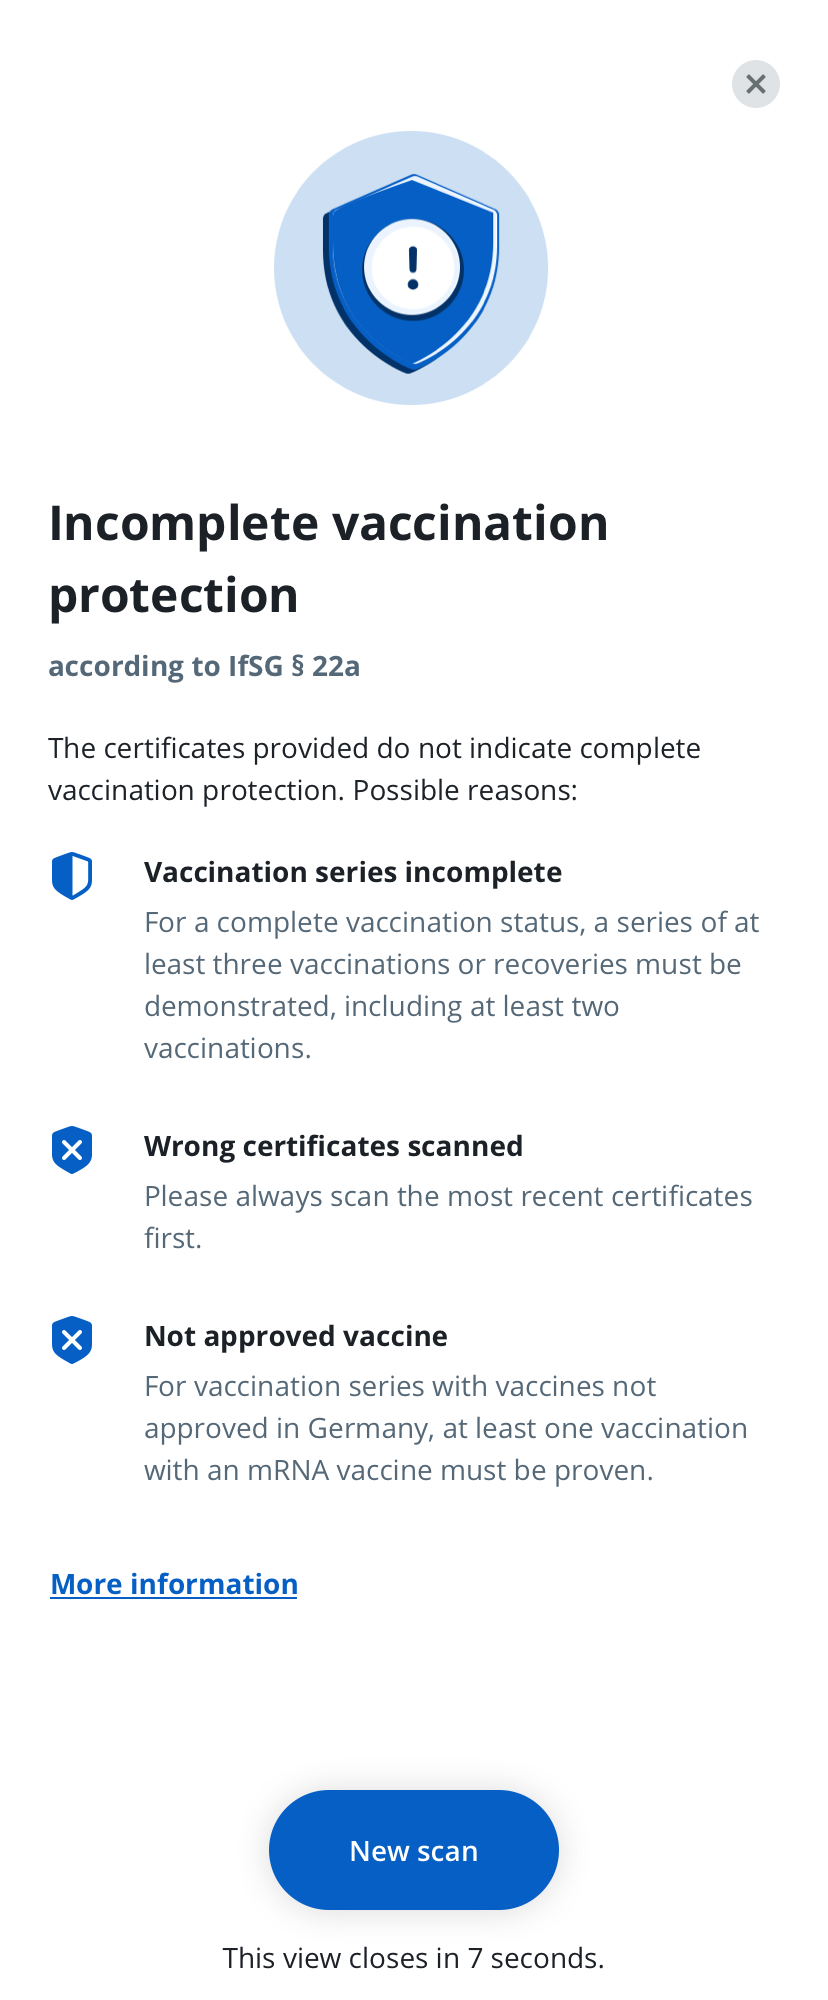 Incomplete vaccination
protection
according to IfSG § 22a
The certificates provided do not indicate complete
vaccination protection. Possible reasons:
Vaccination series incomplete
For a complete vaccination status, a series of at
least three vaccinations or recoveries must be
demonstrated, including at least two
vaccinations.
Wrong certificates scanned
Please always scan the most recent certificates
first.
Not approved vaccine
For vaccination series with vaccines not
approved in Germany, at least one vaccination
with an mRNA vaccine must be proven.
More information
New scan
This view closes in 7 seconds.